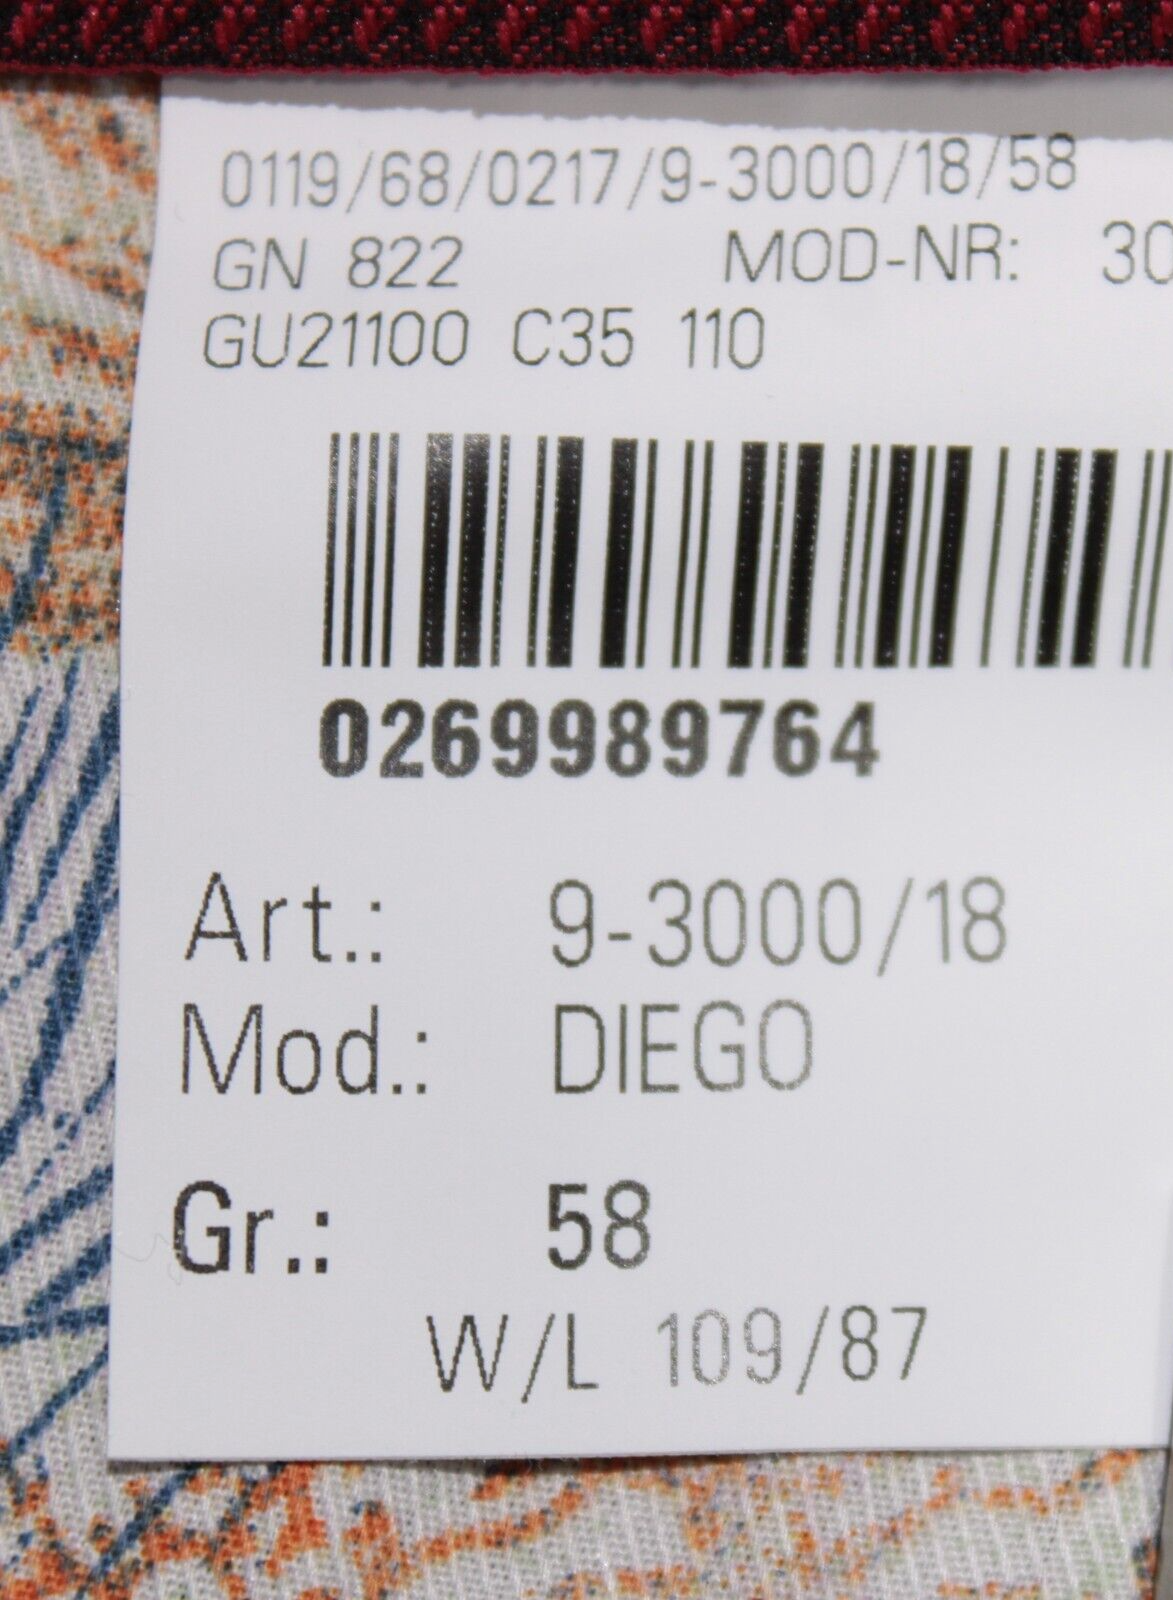 0119/68/0217/9-3000/18/58
GN 822 MOD-NR: 30
GU21100 C35 110
0269989764
Art.: 9-3000/18
Mod.: DIEGO
Gr.: 58
W/L 109/87